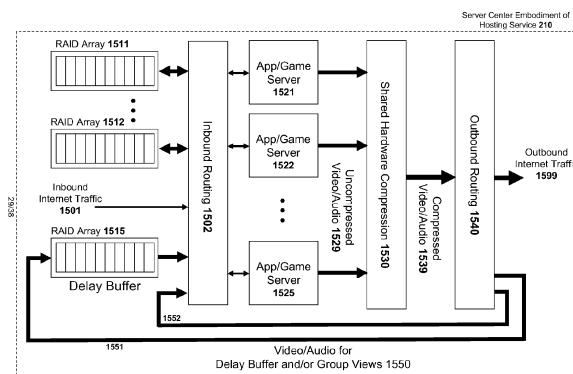 Server Center Embodiment of
Hosting Service 210
RAID Array 1511
RAID Array 1512
Inbound
Internet Traffic
1501
RAID Array 1515
Delay Buffer
Inbound Routing 1502
App/Game
Server
1521
App/Game
Server
1522
App/Game
Server
1525
Uncompressed
Video/Audio 1529
Shared Hardware Compression 1530
Compressed
Video/Audio 1539
Outbound Routing 1540
Outbound
Internet Traffic
1599
1552
1551
Video/Audio for
Delay Buffer and/or Group Views 1550
29/38